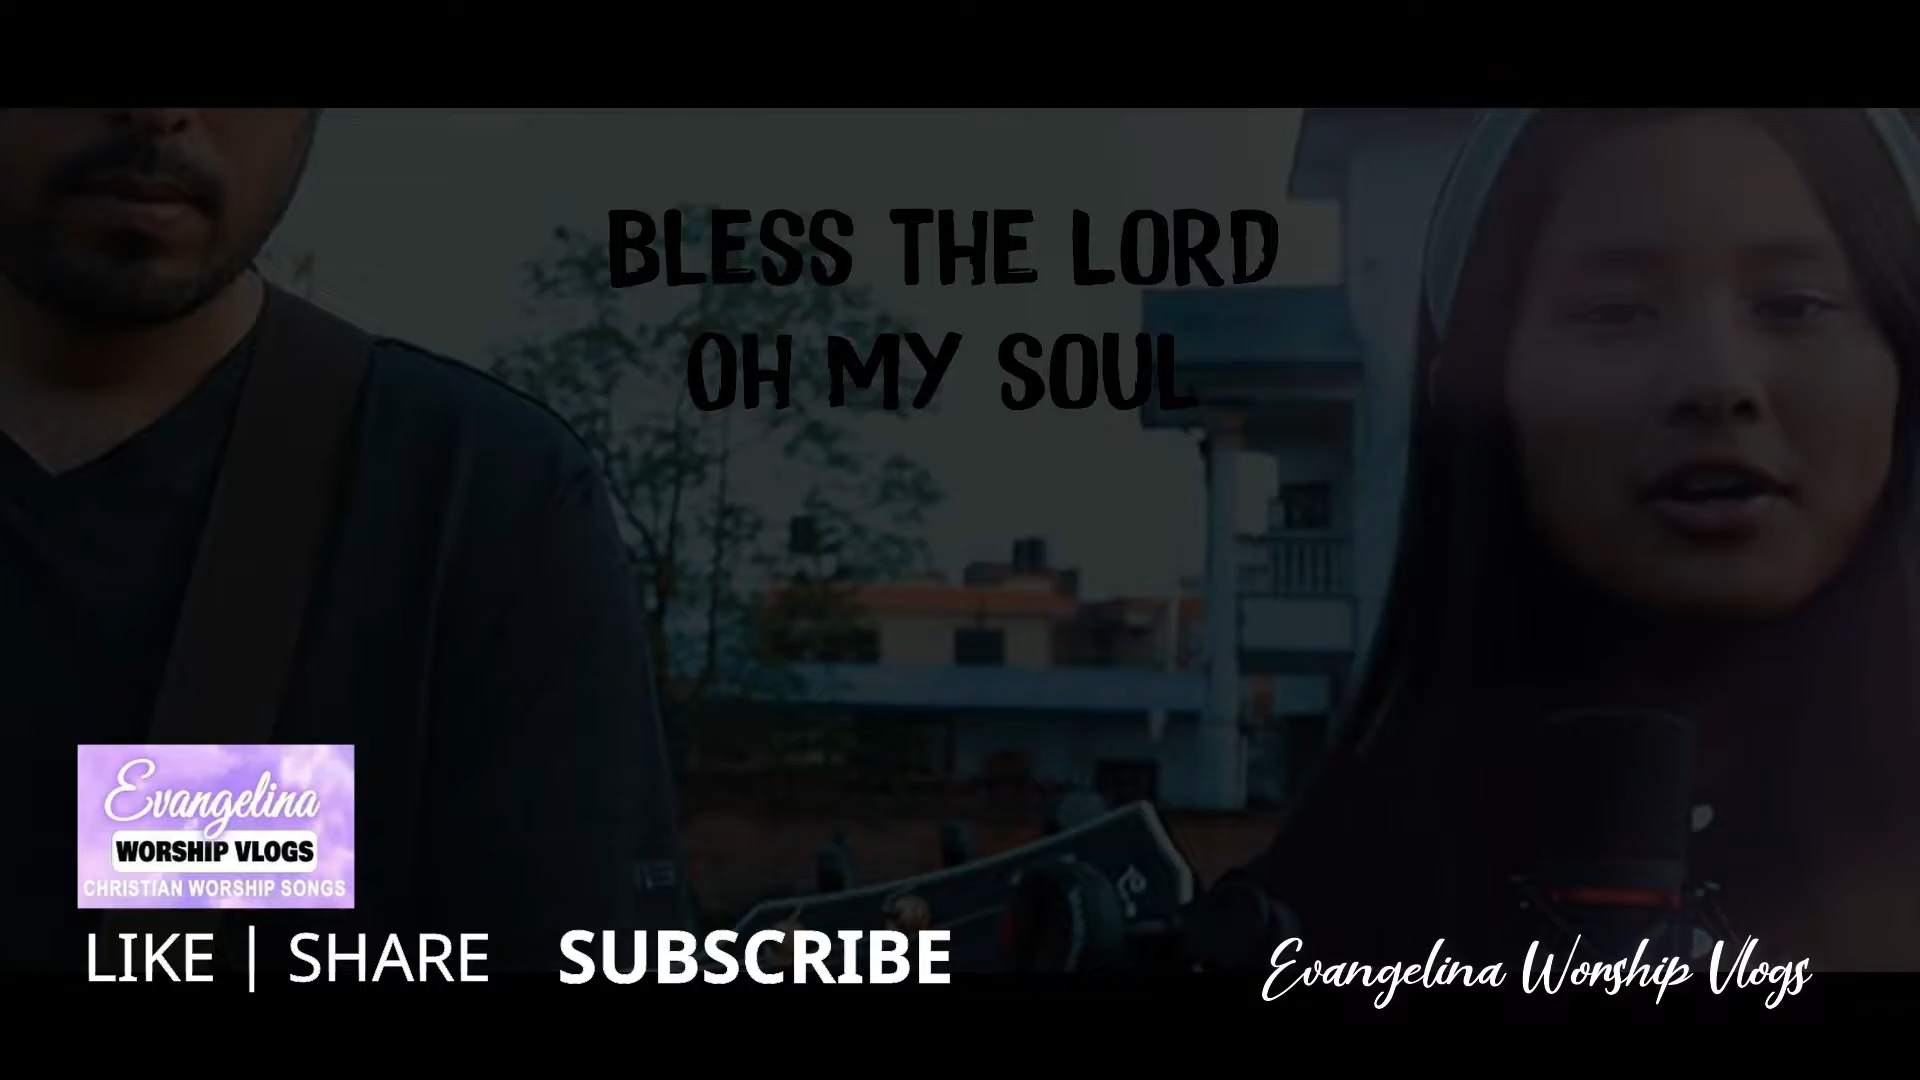 BLESS THE LORD
OH MY SOUL
Evangelina
WORSHIP VLOGS
CHRISTIAN WORSHIP SONGS
LIKE | SHARE SUBSCRIBE
Evangelina Worship Vlogs